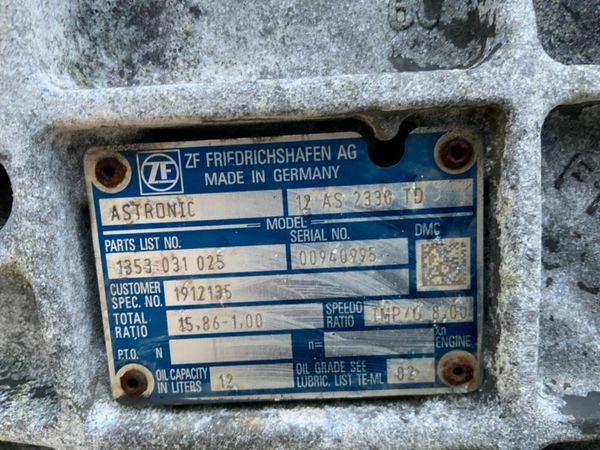 ZF ZF FRIEDRICHSHAFEN AG
MADE IN GERMANY
ASTRONIC 12 AS 2330 TD
MODEL
PARTS LIST NO. SERIAL NO. DMC
1353 031 025 00940995
CUSTOMER SPEC. NO. 1912135
TOTAL RATIO 15,86-1,00 SPEEDO RATIO IMP/U 8,00
P.T.O. N n= Xn ENGINE
OIL CAPACITY IN LITERS 12 OIL GRADE SEE LUBRIC. LIST TE-ML 02